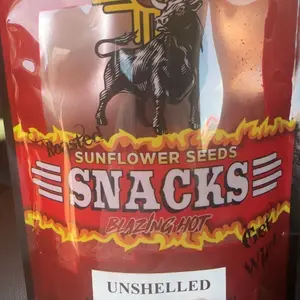 SUNFLOWER SEEDS
SNACKS
BLAZING HOT
UNSHELLED